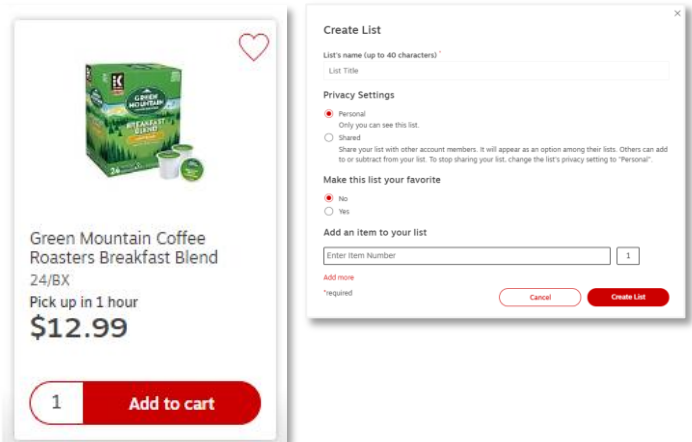 GREEN
MOUNTAIN
BREAKFAST
BLEND
24
Green Mountain Coffee
Roasters Breakfast Blend
24/BX
Pick up in 1 hour
$12.99
1 Add to cart
Create List
List's name (up to 40 characters) *
List Title
Privacy Settings
Personal
Only you can see this list.
Shared
Share your list with other account members. It will appear as an option among their lists. Others can add
to or subtract from your list. To stop sharing your list, change the list's privacy setting to "Personal".
Make this list your favorite
No
Yes
Add an item to your list
Enter Item Number 1
Add more
*required Cancel Create List